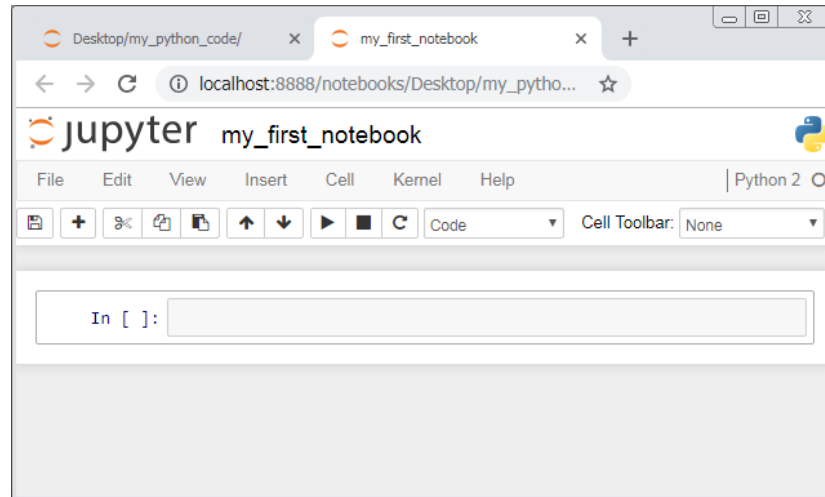 Desktop/my_python_code/ my_first_notebook
localhost:8888/notebooks/Desktop/my_pytho...
jupyter my_first_notebook
File Edit View Insert Cell Kernel Help Python 2
Code Cell Toolbar: None
In [ ]: